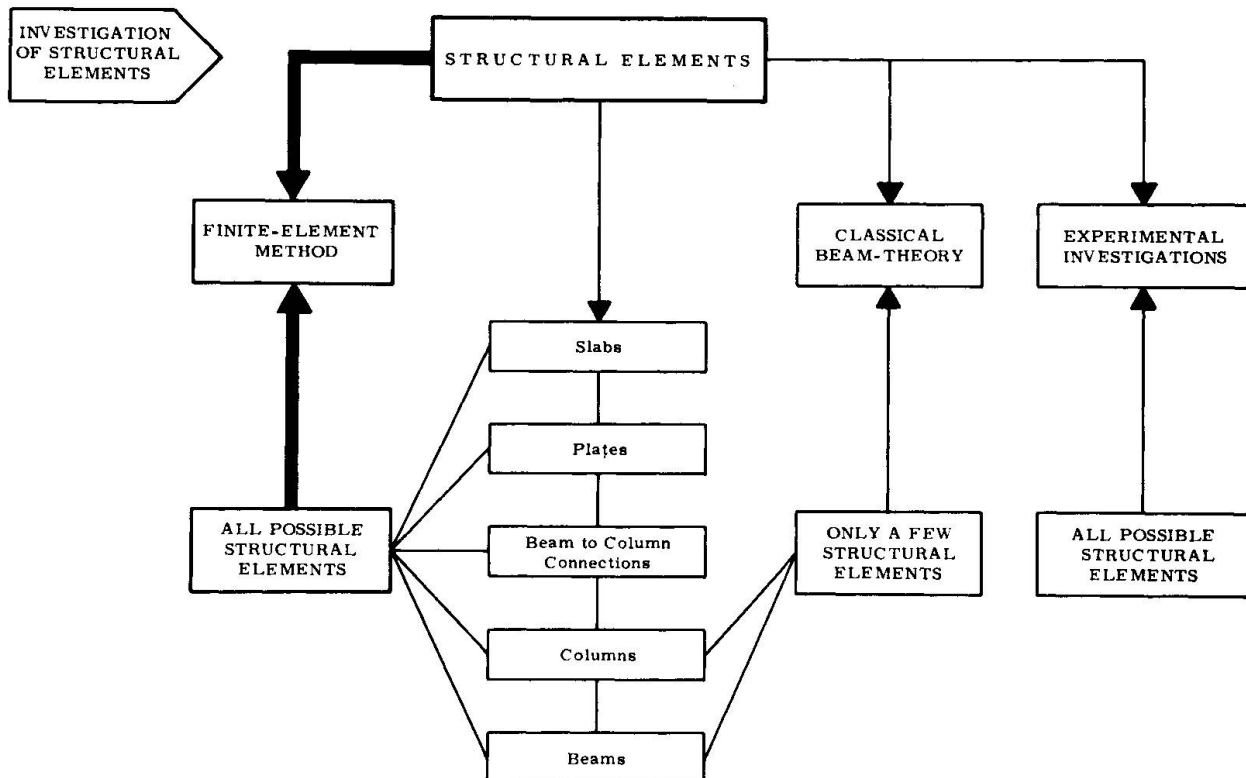 INVESTIGATION
OF STRUCTURAL
ELEMENTS
STRUCTURAL ELEMENTS
FINITE-ELEMENT
METHOD
CLASSICAL
BEAM-THEORY
EXPERIMENTAL
INVESTIGATIONS
Slabs
Plates
ALL POSSIBLE
STRUCTURAL
ELEMENTS
Beam to Column
Connections
ONLY A FEW
STRUCTURAL
ELEMENTS
ALL POSSIBLE
STRUCTURAL
ELEMENTS
Columns
Beams